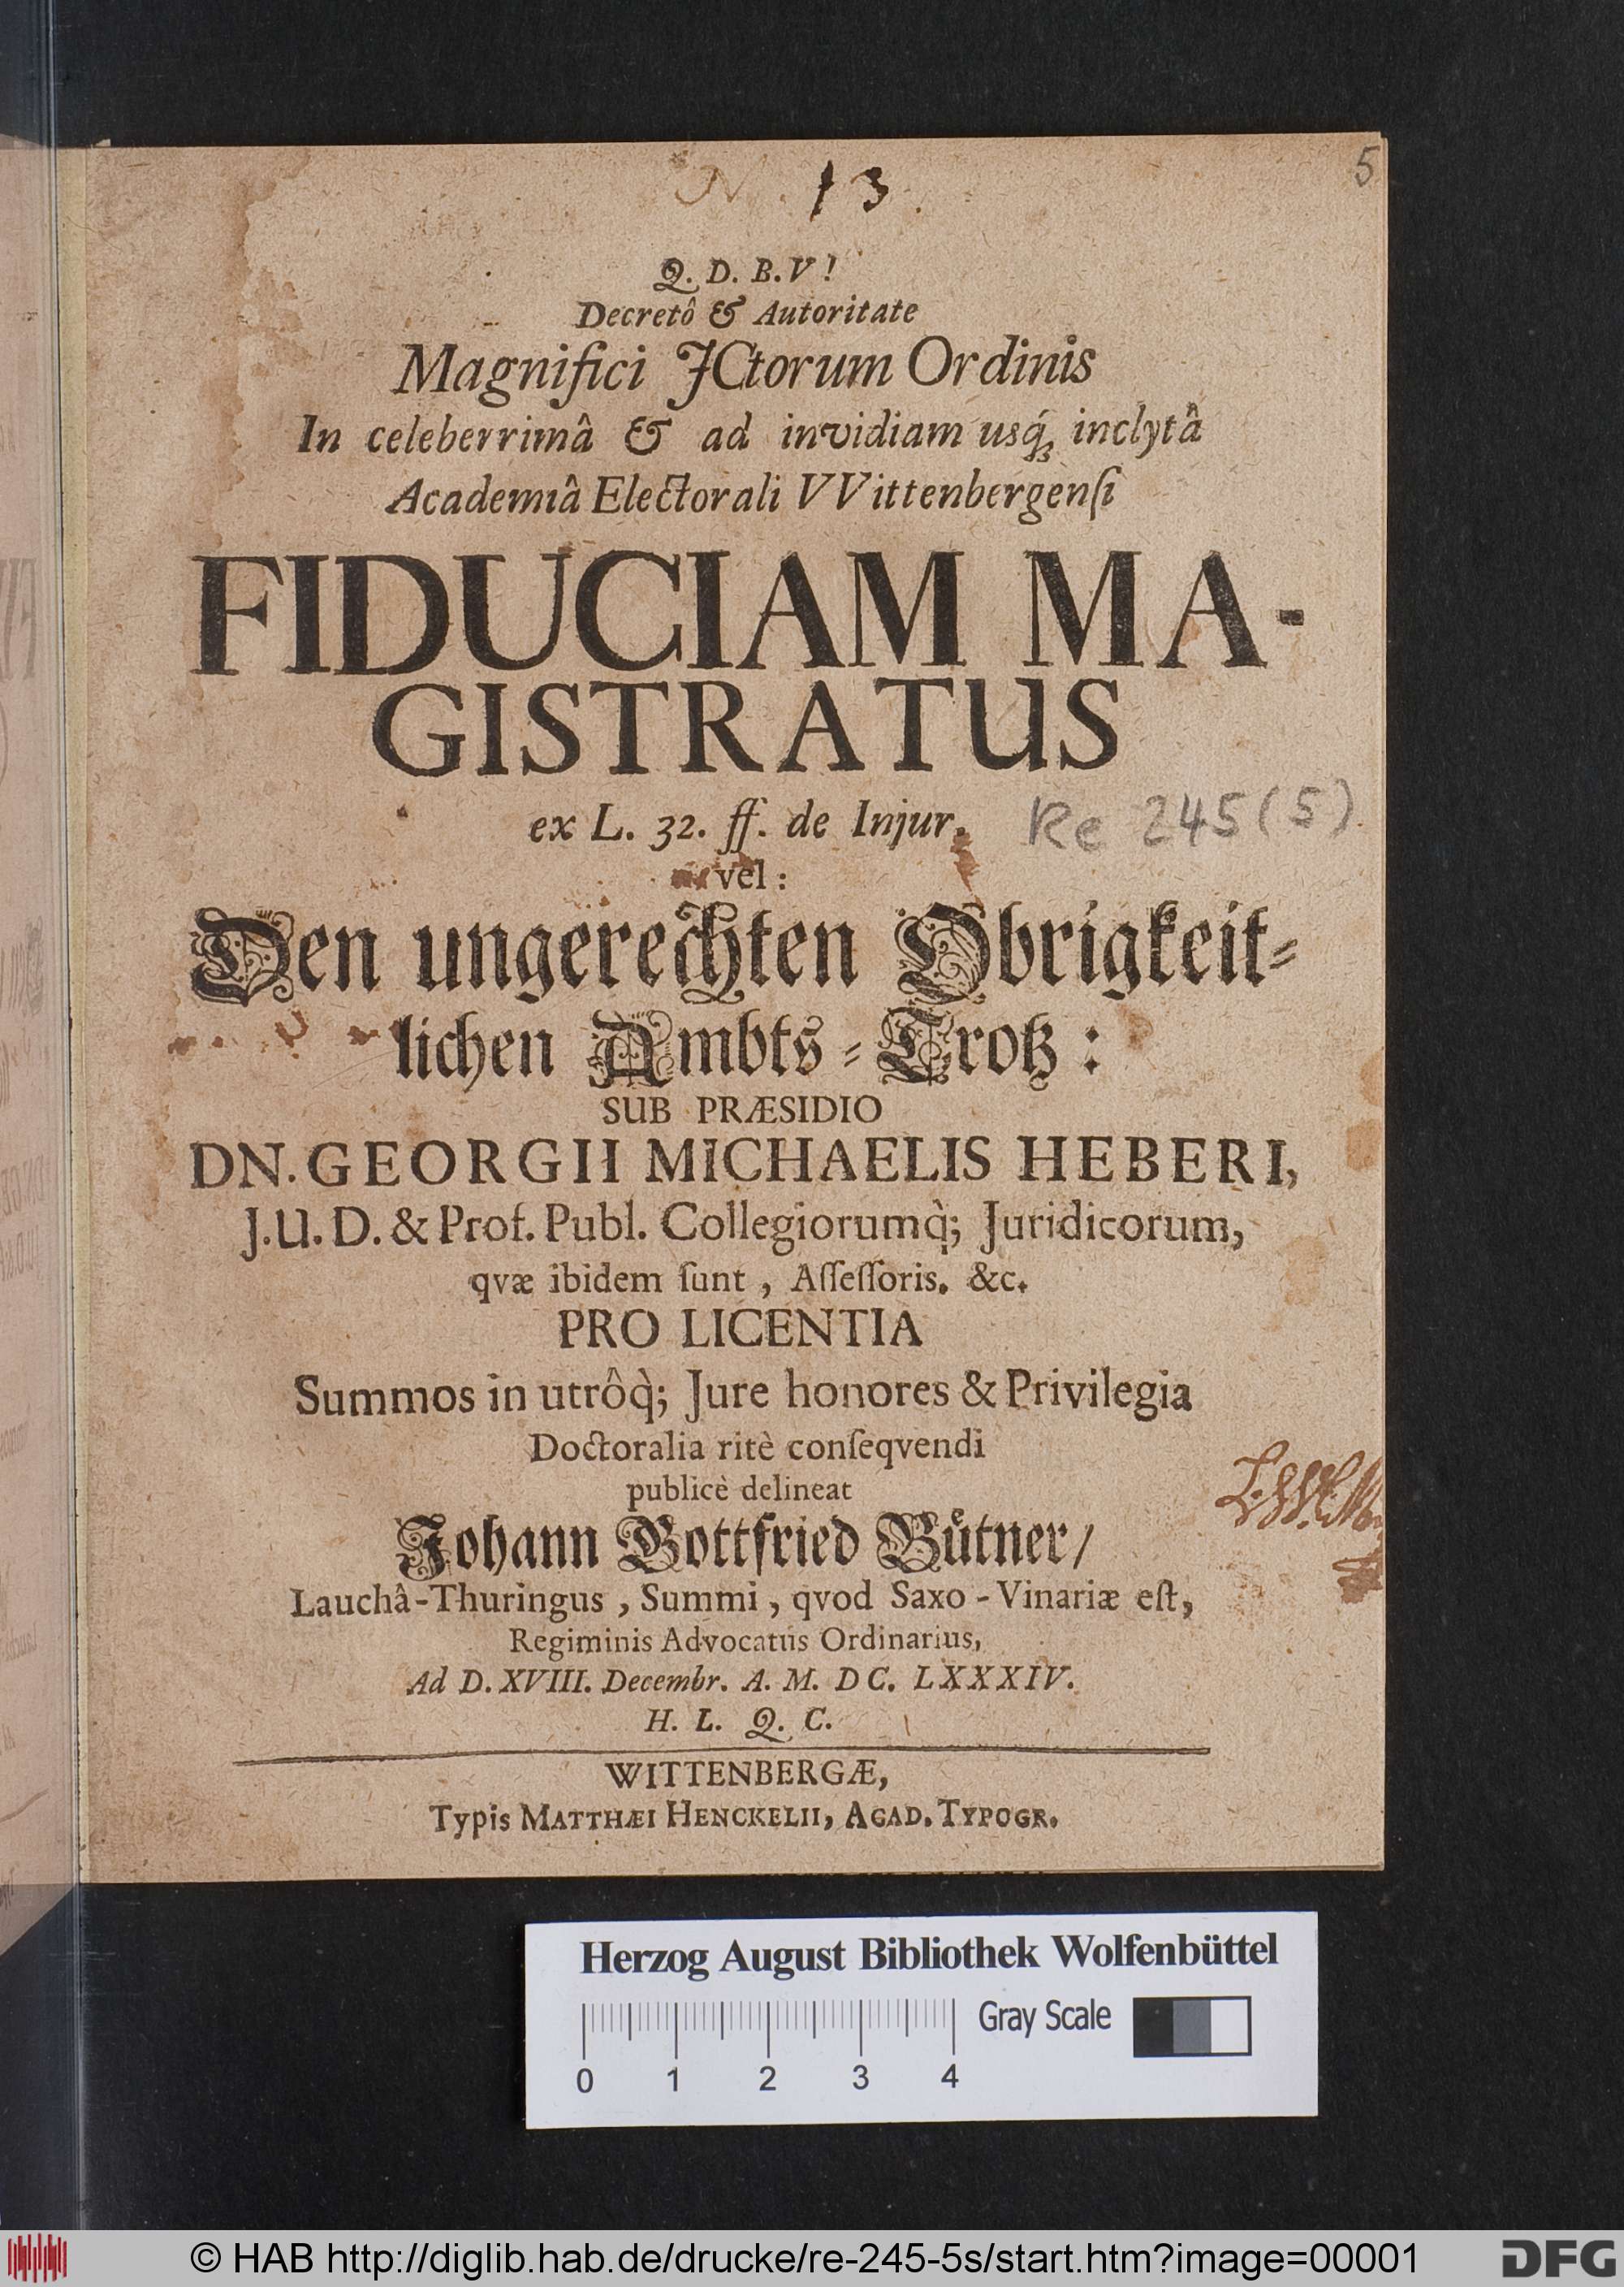 N. 13
5
Q. D. B. V!
Decretô & Autoritate
Magnifici JCtorum Ordinis
In celeberrimâ & ad invidiam usq́ꝫ inclytâ
Academiâ Electorali VVittenbergenſi
FIDUCIAM MA-
GISTRATUS
ex L. 32. ff. de Injur.
Re 245 (5)
vel:
Den ungerechten Obrigkeit-
lichen Ambts-Trotz:
SUB PRÆSIDIO
DN. GEORGII MICHAELIS HEBERI,
J.U.D. & Prof. Publ. Collegiorumq̀; Juridicorum,
qvæ ibidem ſunt, Aſſeſſoris. &c.
PRO LICENTIA
Summos in utrôq̀; Jure honores & Privilegia
Doctoralia ritè conſeqvendi
publicè delineat
Johann Gottfried Bůtner/
Lauchâ-Thuringus, Summi, qvod Saxo-Vinariæ eſt,
Regiminis Advocatus Ordinarius,
Ad D. XVIII. Decembr. A. M. DC. LXXXIV.
H. L. Q. C.
WITTENBERGÆ,
Typis MATTHÆI HENCKELII, ACAD. TYPOGR.
Herzog August Bibliothek Wolfenbüttel
Gray Scale
0 1 2 3 4
© HAB http://diglib.hab.de/drucke/re-245-5s/start.htm?image=00001
DFG